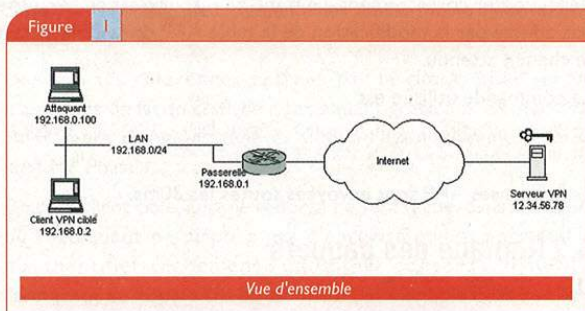 Figure 1
Attaquant
192.168.0.100
LAN
192.168.0/24
Passerelle
192.168.0.1
Internet
Serveur VPN
12.34.56.78
Client VPN ciblé
192.168.0.2
Vue d'ensemble